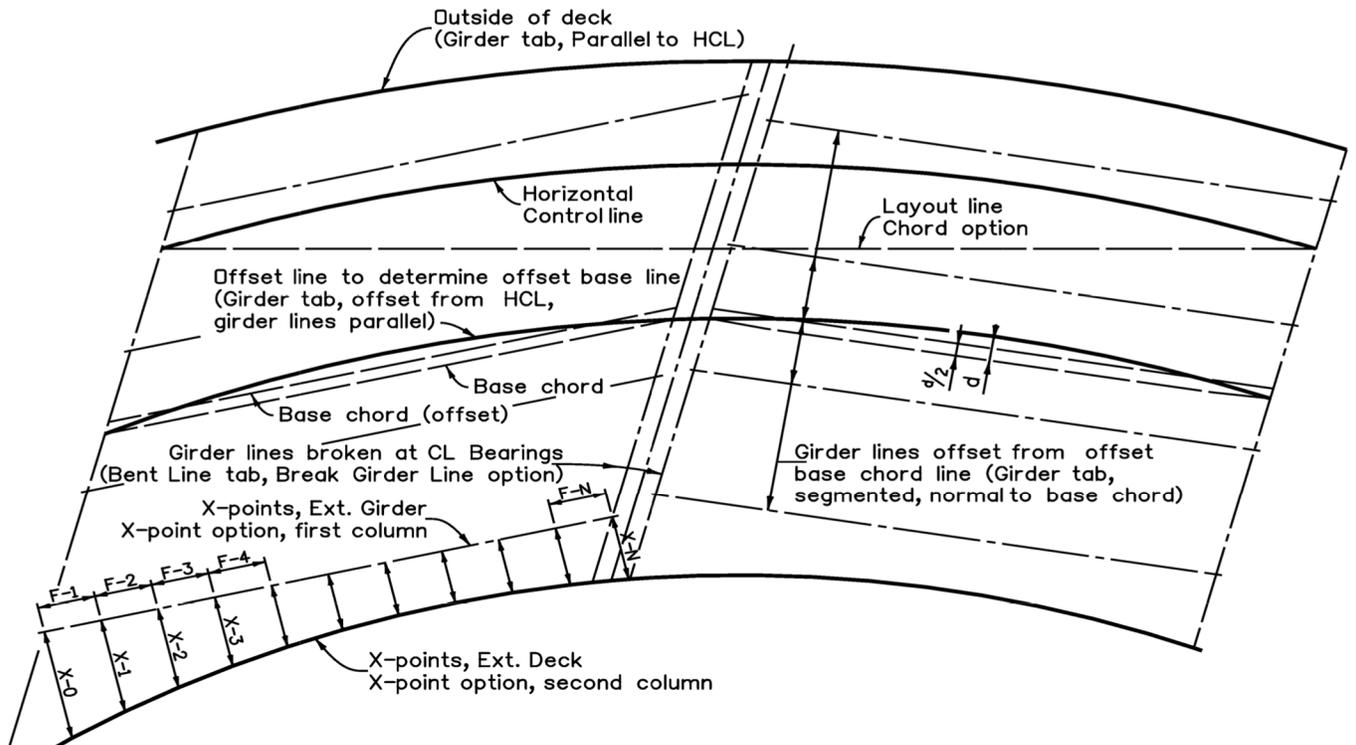 Outside of deck
(Girder tab, Parallel to HCL)
Horizontal
Control line
Layout line
Chord option
Offset line to determine offset base line
(Girder tab, offset from HCL,
girder lines parallel)
Base chord
Base chord (offset)
d/2
d
Girder lines broken at CL Bearings
(Bent Line tab, Break Girder Line option)
Girder lines offset from offset
base chord line (Girder tab,
segmented, normal to base chord)
X-points, Ext. Girder
X-point option, first column
F-N
X-N
F-1
F-2
F-3
F-4
X-0
X-1
X-2
X-3
X-points, Ext. Deck
X-point option, second column